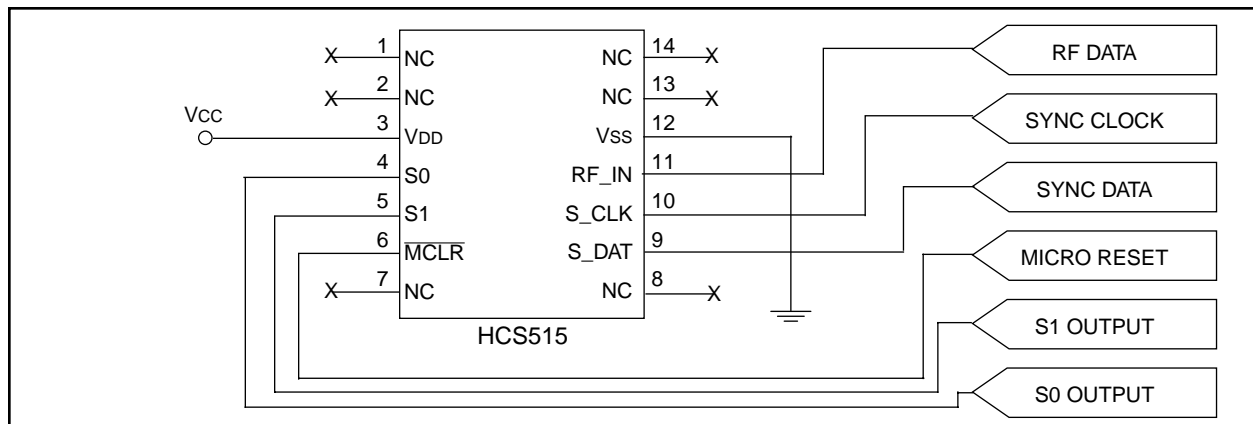 1 NC
2 NC
VCC
3 VDD
4 S0
5 S1
6 MCLR
7 NC
14 NC
13 NC
12 VSS
11 RF_IN
10 S_CLK
9 S_DAT
8 NC
X
X
X
X
X
X
HCS515
RF DATA
SYNC CLOCK
SYNC DATA
MICRO RESET
S1 OUTPUT
S0 OUTPUT